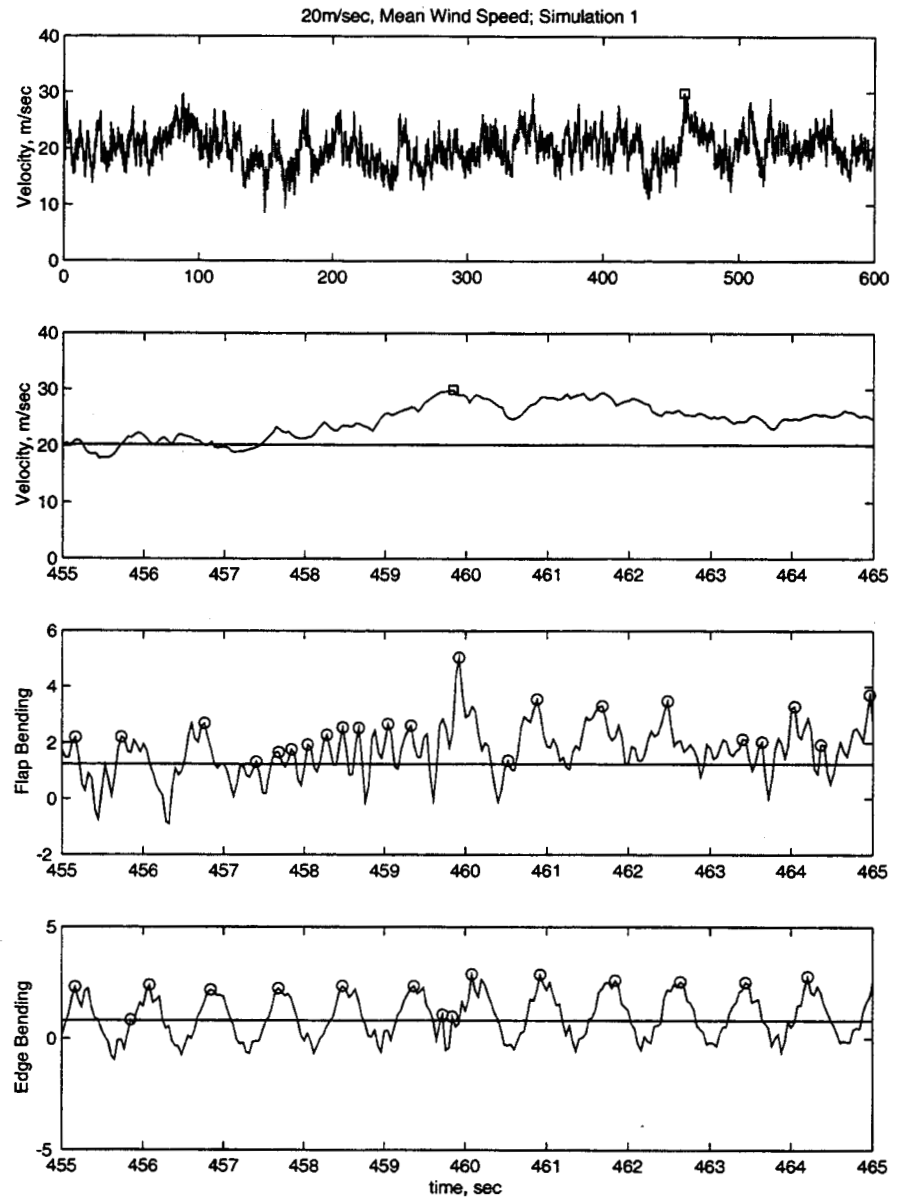 20m/sec, Mean Wind Speed; Simulation 1
40
30
20
10
0
Velocity, m/sec
0 100 200 300 400 500 600
40
30
20
10
0
Velocity, m/sec
455 456 457 458 459 460 461 462 463 464 465
6
4
2
0
-2
Flap Bending
455 456 457 458 459 460 461 462 463 464 465
5
0
-5
Edge Bending
455 456 457 458 459 460 461 462 463 464 465
time, sec